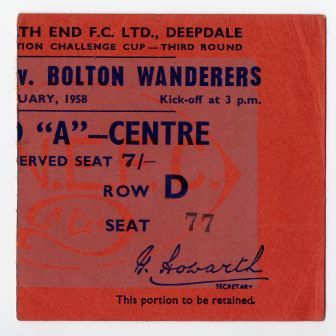 TH END F.C. LTD., DEEPDALE
TION CHALLENGE CUP — THIRD ROUND
v. BOLTON WANDERERS
UARY, 1958 Kick-off at 3 p.m.
D "A"—CENTRE
ERVED SEAT 7/-
ROW D
SEAT 77
G. Howarth
SECRETARY
This portion to be retained.